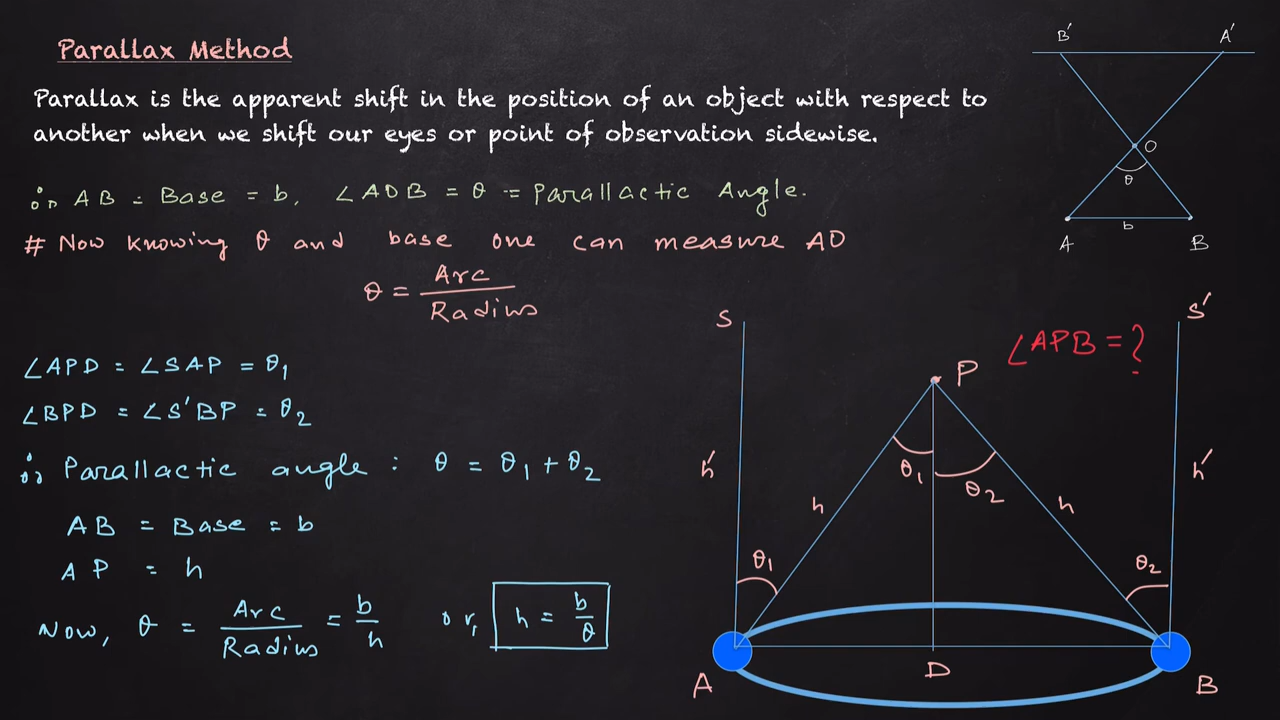 Parallax Method
Parallax is the apparent shift in the position of an object with respect to
another when we shift our eyes or point of observation sidewise.
∴ AB = Base = b, ∠AOB = θ = Parallactic Angle.
# Now knowing θ and base one can measure AO
θ = Arc / Radius
∠APD = ∠SAP = θ1
∠BPD = ∠S'BP = θ2
∴ Parallactic angle : θ = θ1 + θ2
AB = Base = b
AP = h
Now, θ = Arc / Radius = b / h or, h = b / θ
B' A'
O
θ
b
A B
S S'
∠APB = ?
P
h' θ1 θ2 h'
h h
θ1 θ2
D
A B